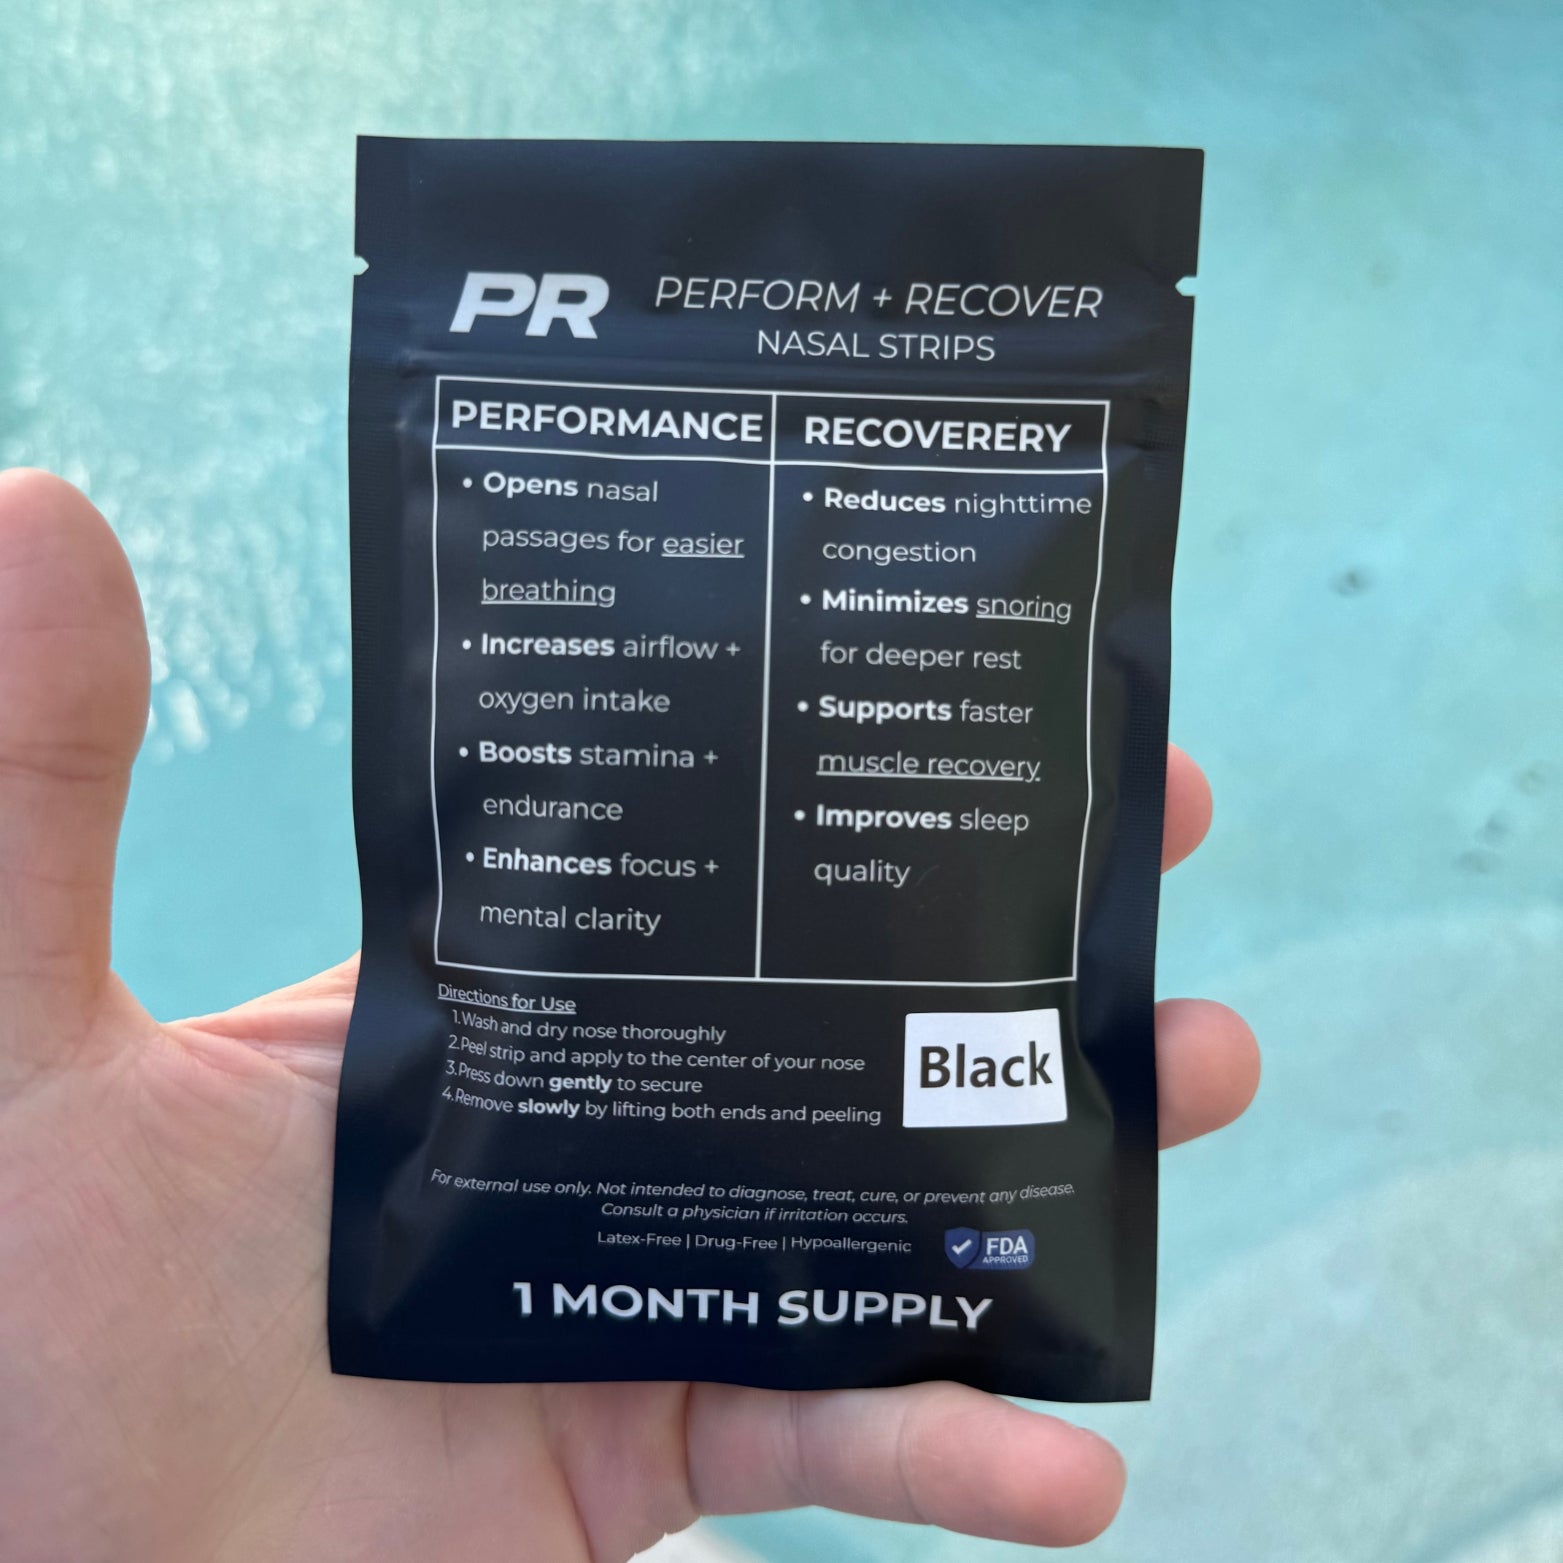 PR
PERFORM + RECOVER
NASAL STRIPS
PERFORMANCE
• Opens nasal
passages for easier
breathing
• Increases airflow +
oxygen intake
• Boosts stamina +
endurance
• Enhances focus +
mental clarity
RECOVERERY
• Reduces nighttime
congestion
• Minimizes snoring
for deeper rest
• Supports faster
muscle recovery
• Improves sleep
quality
Directions for Use
1.Wash and dry nose thoroughly
2.Peel strip and apply to the center of your nose
3.Press down gently to secure
4.Remove slowly by lifting both ends and peeling
Black
For external use only. Not intended to diagnose, treat, cure, or prevent any disease.
Consult a physician if irritation occurs.
Latex-Free | Drug-Free | Hypoallergenic
FDA
APPROVED
1 MONTH SUPPLY